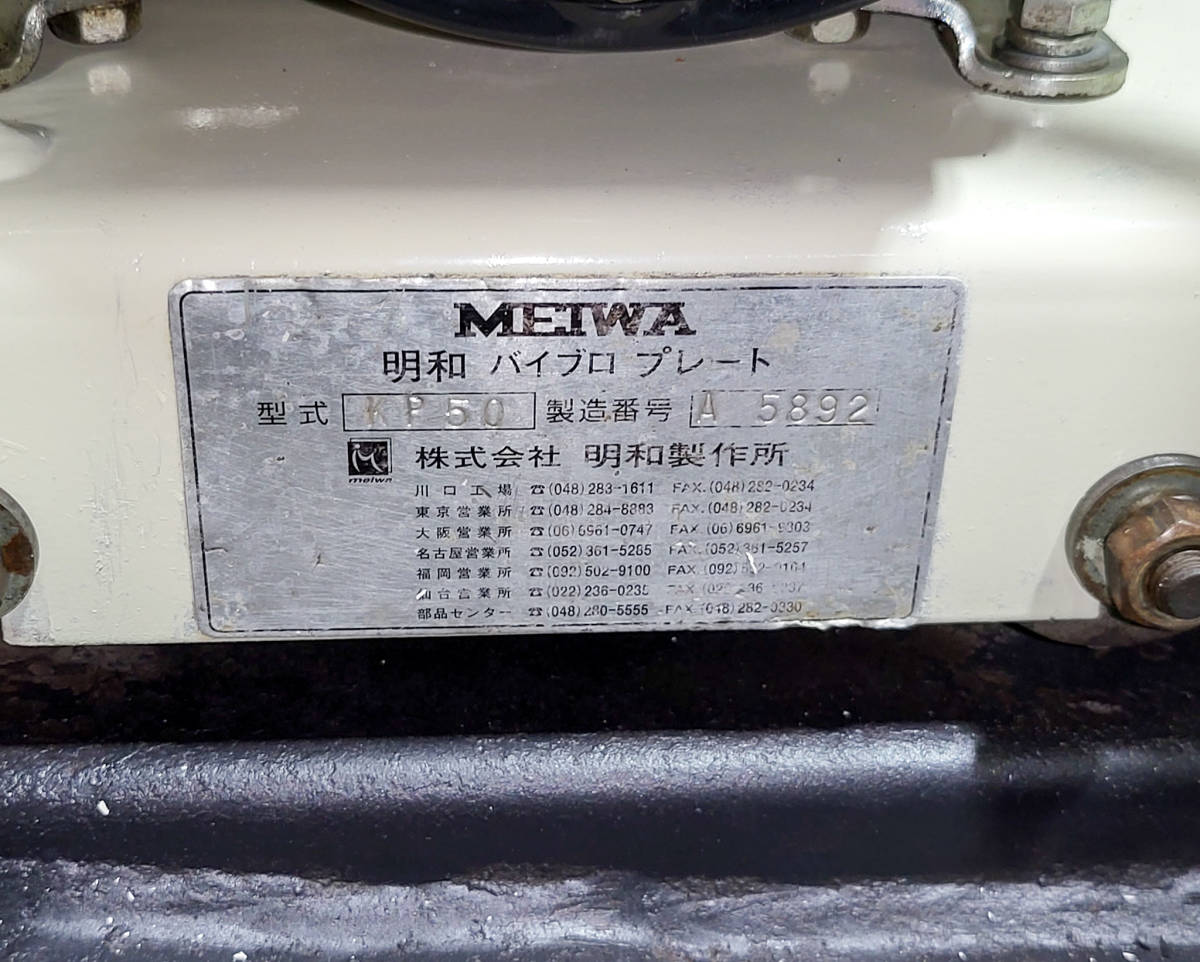 MEIWA
明和 バイブロ プレート
型式 KP50 製造番号 A 5892
meiwa 株式会社 明和製作所
川口工場 ☎(048)283-1611 FAX.(048)282-0234
東京営業所 ☎(048)284-8883 FAX.(048)282-0234
大阪営業所 ☎(06)6961-0747 FAX.(06)6961-9303
名古屋営業所 ☎(052)361-5285 FAX.(052)361-5257
福岡営業所 ☎(092)502-9100 FAX.
仙台営業所 ☎(022)236-0235 FAX.
部品センター ☎(048)280-5555 FAX.(048)282-0330